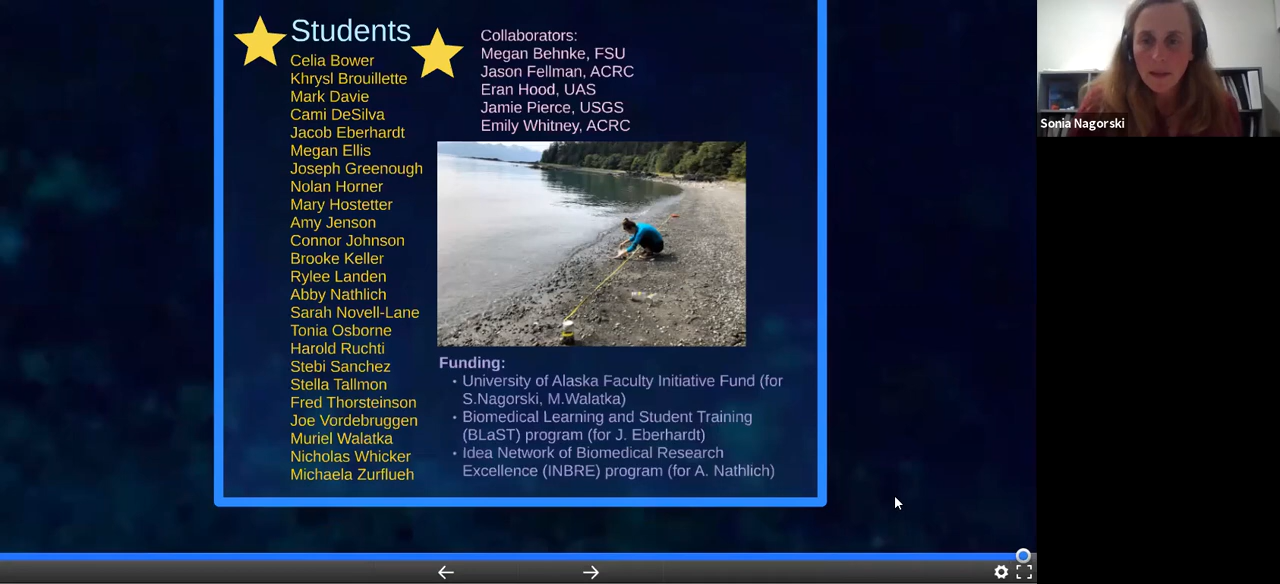 Students
Celia Bower
Khrysl Brouillette
Mark Davie
Cami DeSilva
Jacob Eberhardt
Megan Ellis
Joseph Greenough
Nolan Horner
Mary Hostetter
Amy Jenson
Connor Johnson
Brooke Keller
Rylee Landen
Abby Nathlich
Sarah Novell-Lane
Tonia Osborne
Harold Ruchti
Stebi Sanchez
Stella Tallmon
Fred Thorsteinson
Joe Vordebruggen
Muriel Walatka
Nicholas Whicker
Michaela Zurflueh
Collaborators:
Megan Behnke, FSU
Jason Fellman, ACRC
Eran Hood, UAS
Jamie Pierce, USGS
Emily Whitney, ACRC
Funding:
• University of Alaska Faculty Initiative Fund (for
S.Nagorski, M.Walatka)
• Biomedical Learning and Student Training
(BLaST) program (for J. Eberhardt)
• Idea Network of Biomedical Research
Excellence (INBRE) program (for A. Nathlich)
Sonia Nagorski